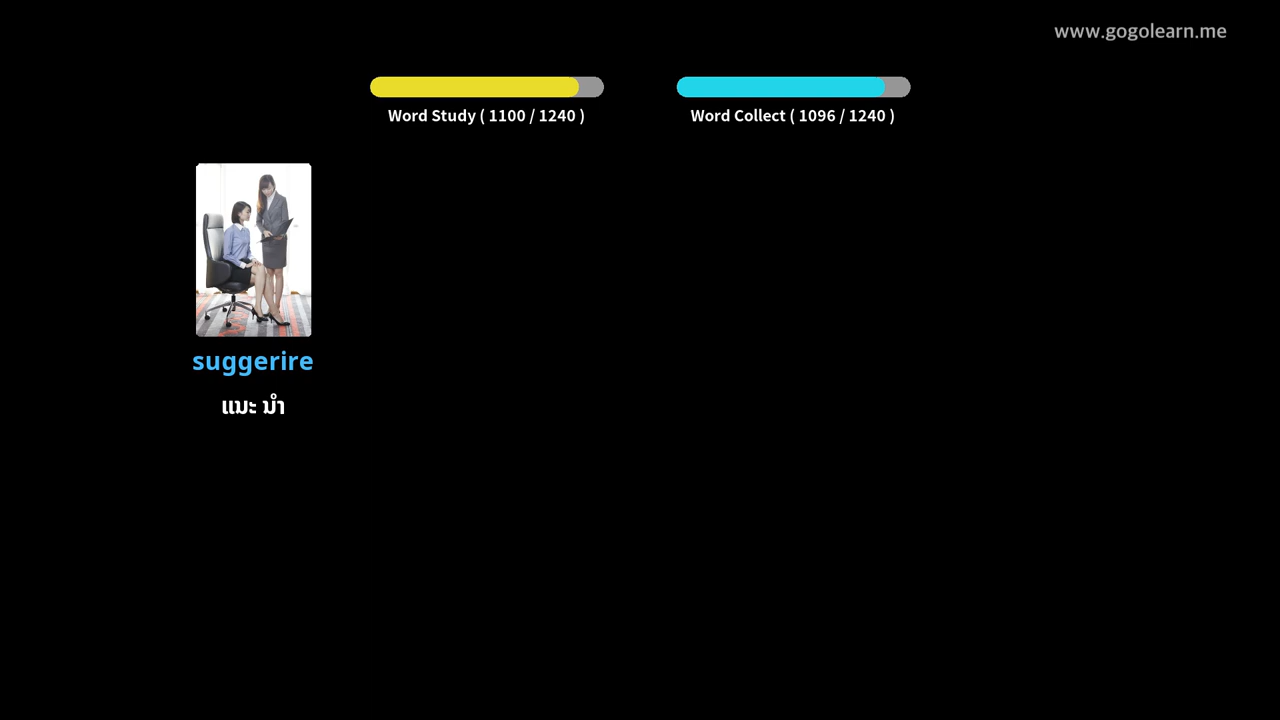 www.gogolearn.me
Word Study ( 1100 / 1240 )
Word Collect ( 1096 / 1240 )
suggerire
ແນະ ນຳ